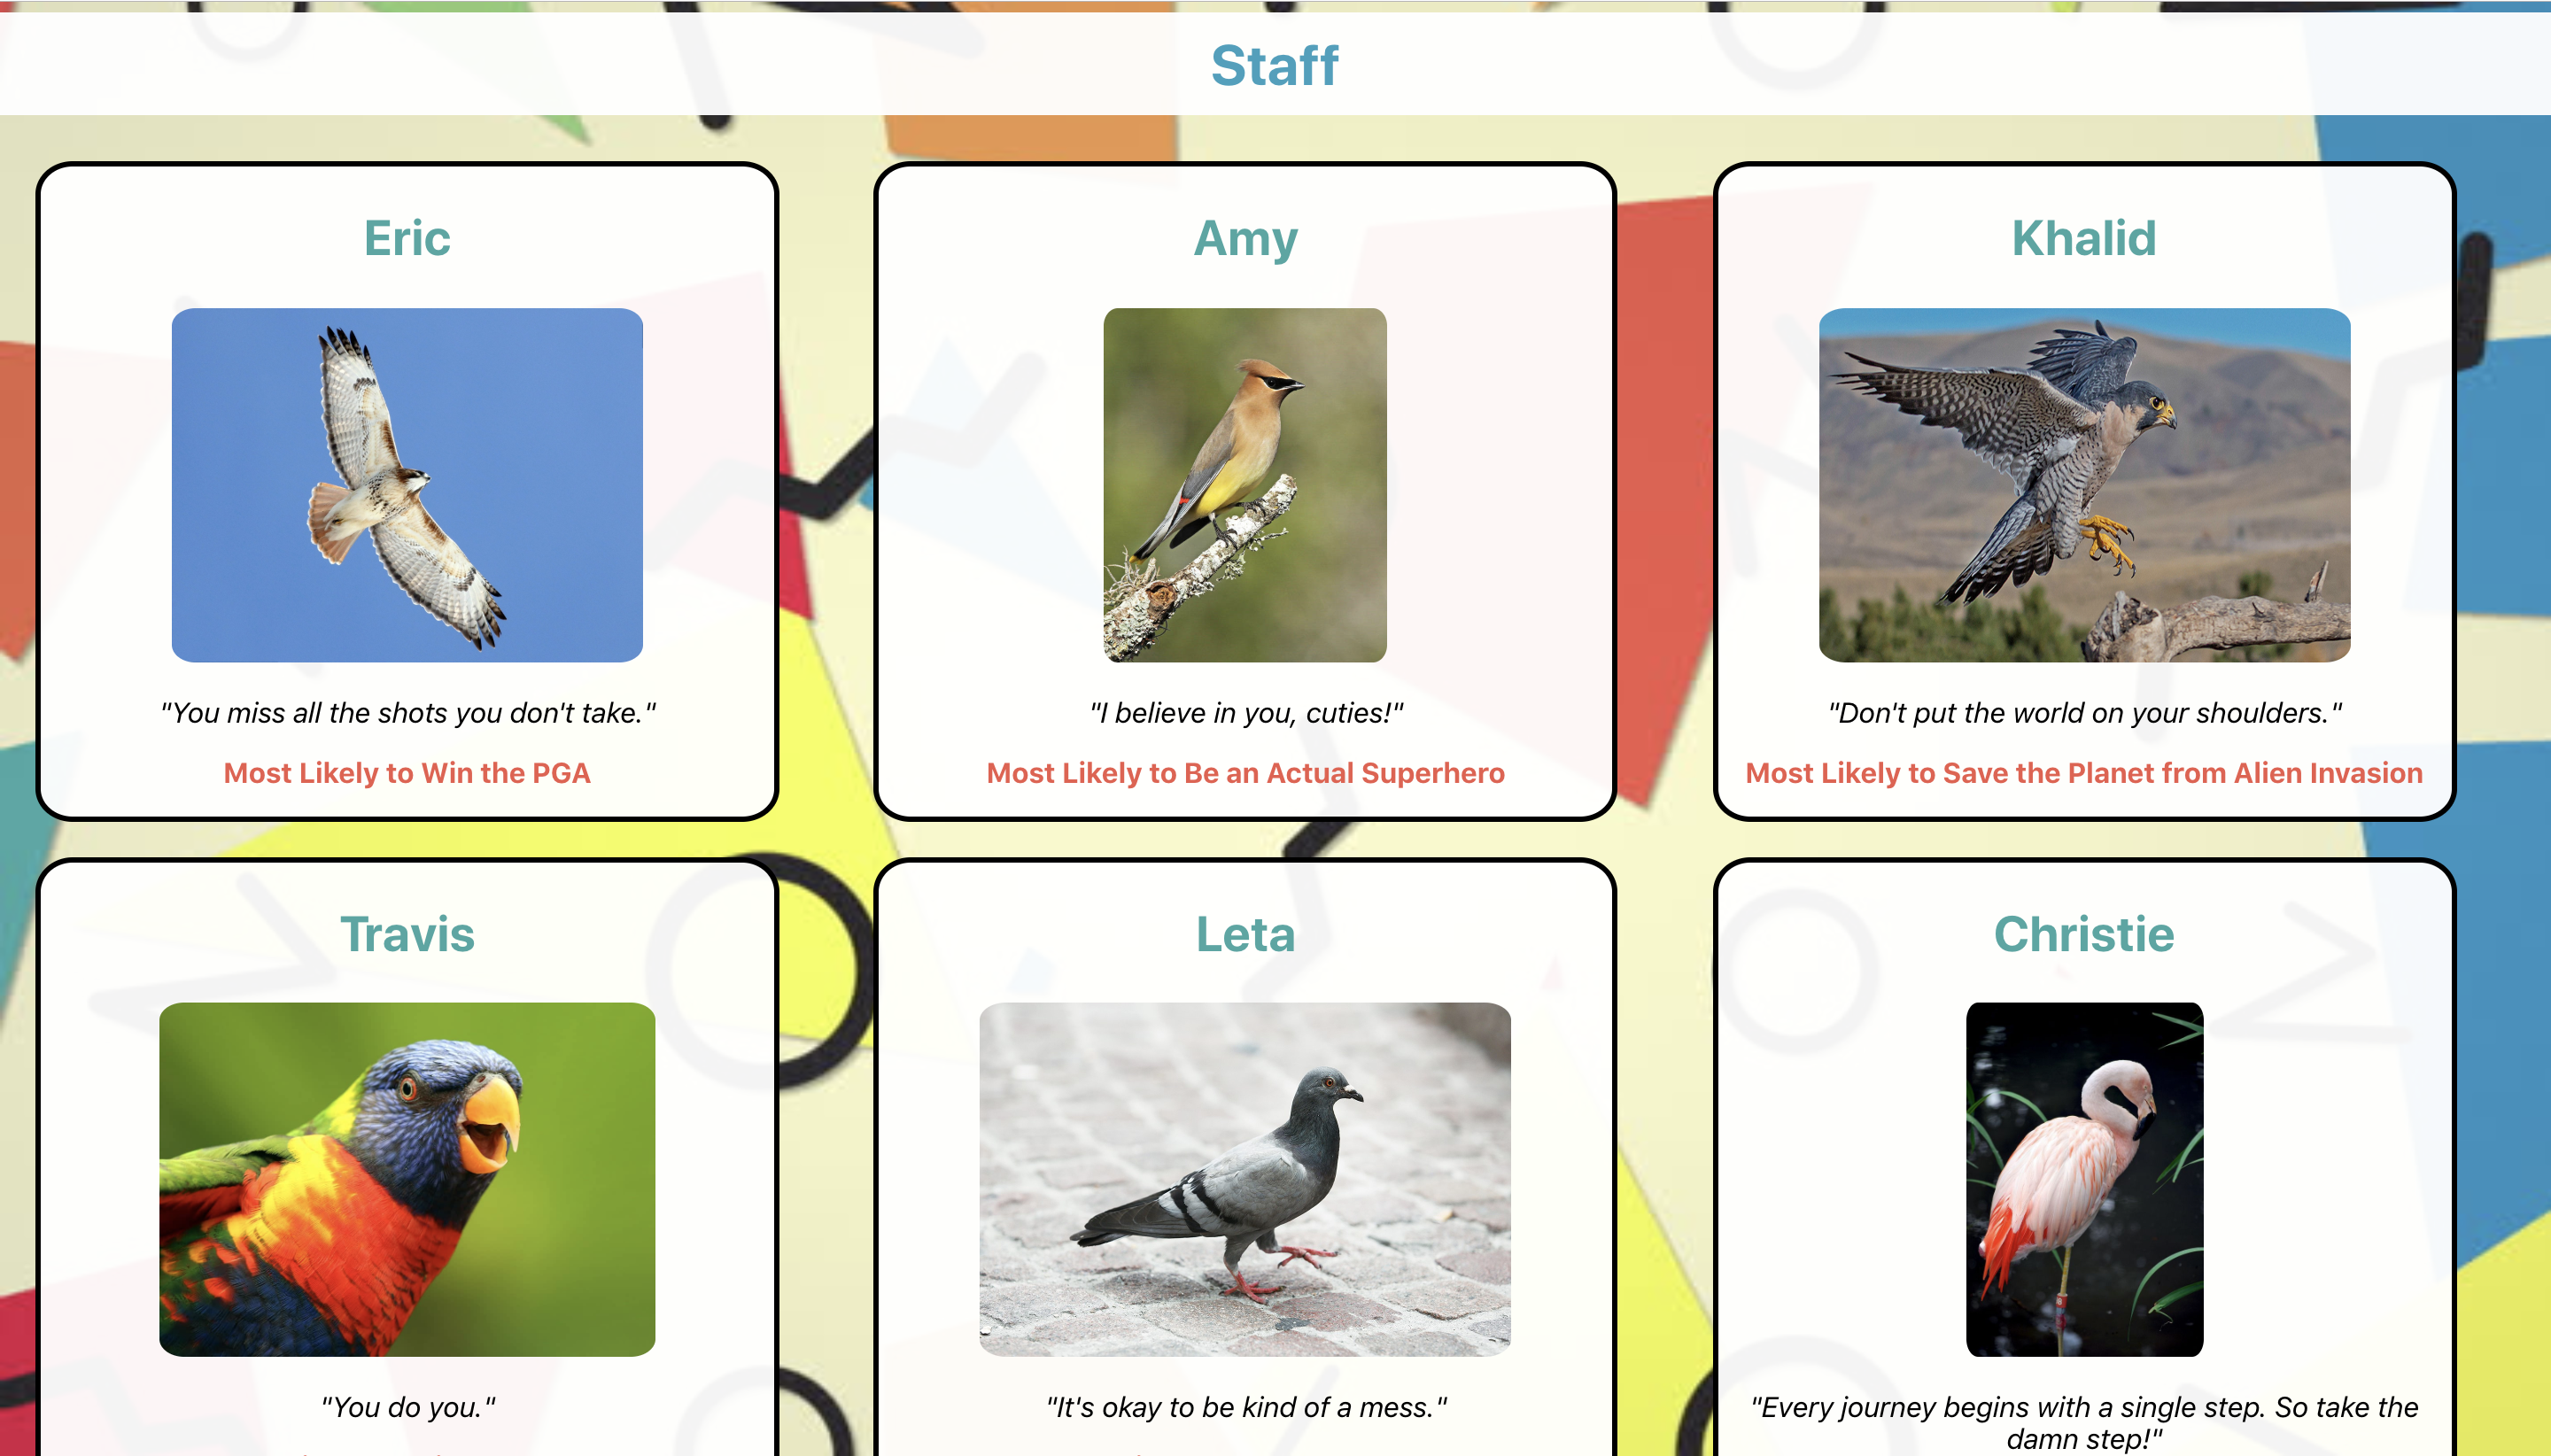 Staff
Eric
Amy
Khalid
"You miss all the shots you don't take."
"I believe in you, cuties!"
"Don't put the world on your shoulders."
Most Likely to Win the PGA
Most Likely to Be an Actual Superhero
Most Likely to Save the Planet from Alien Invasion
Travis
Leta
Christie
"You do you."
"It's okay to be kind of a mess."
"Every journey begins with a single step. So take the
damn step!"